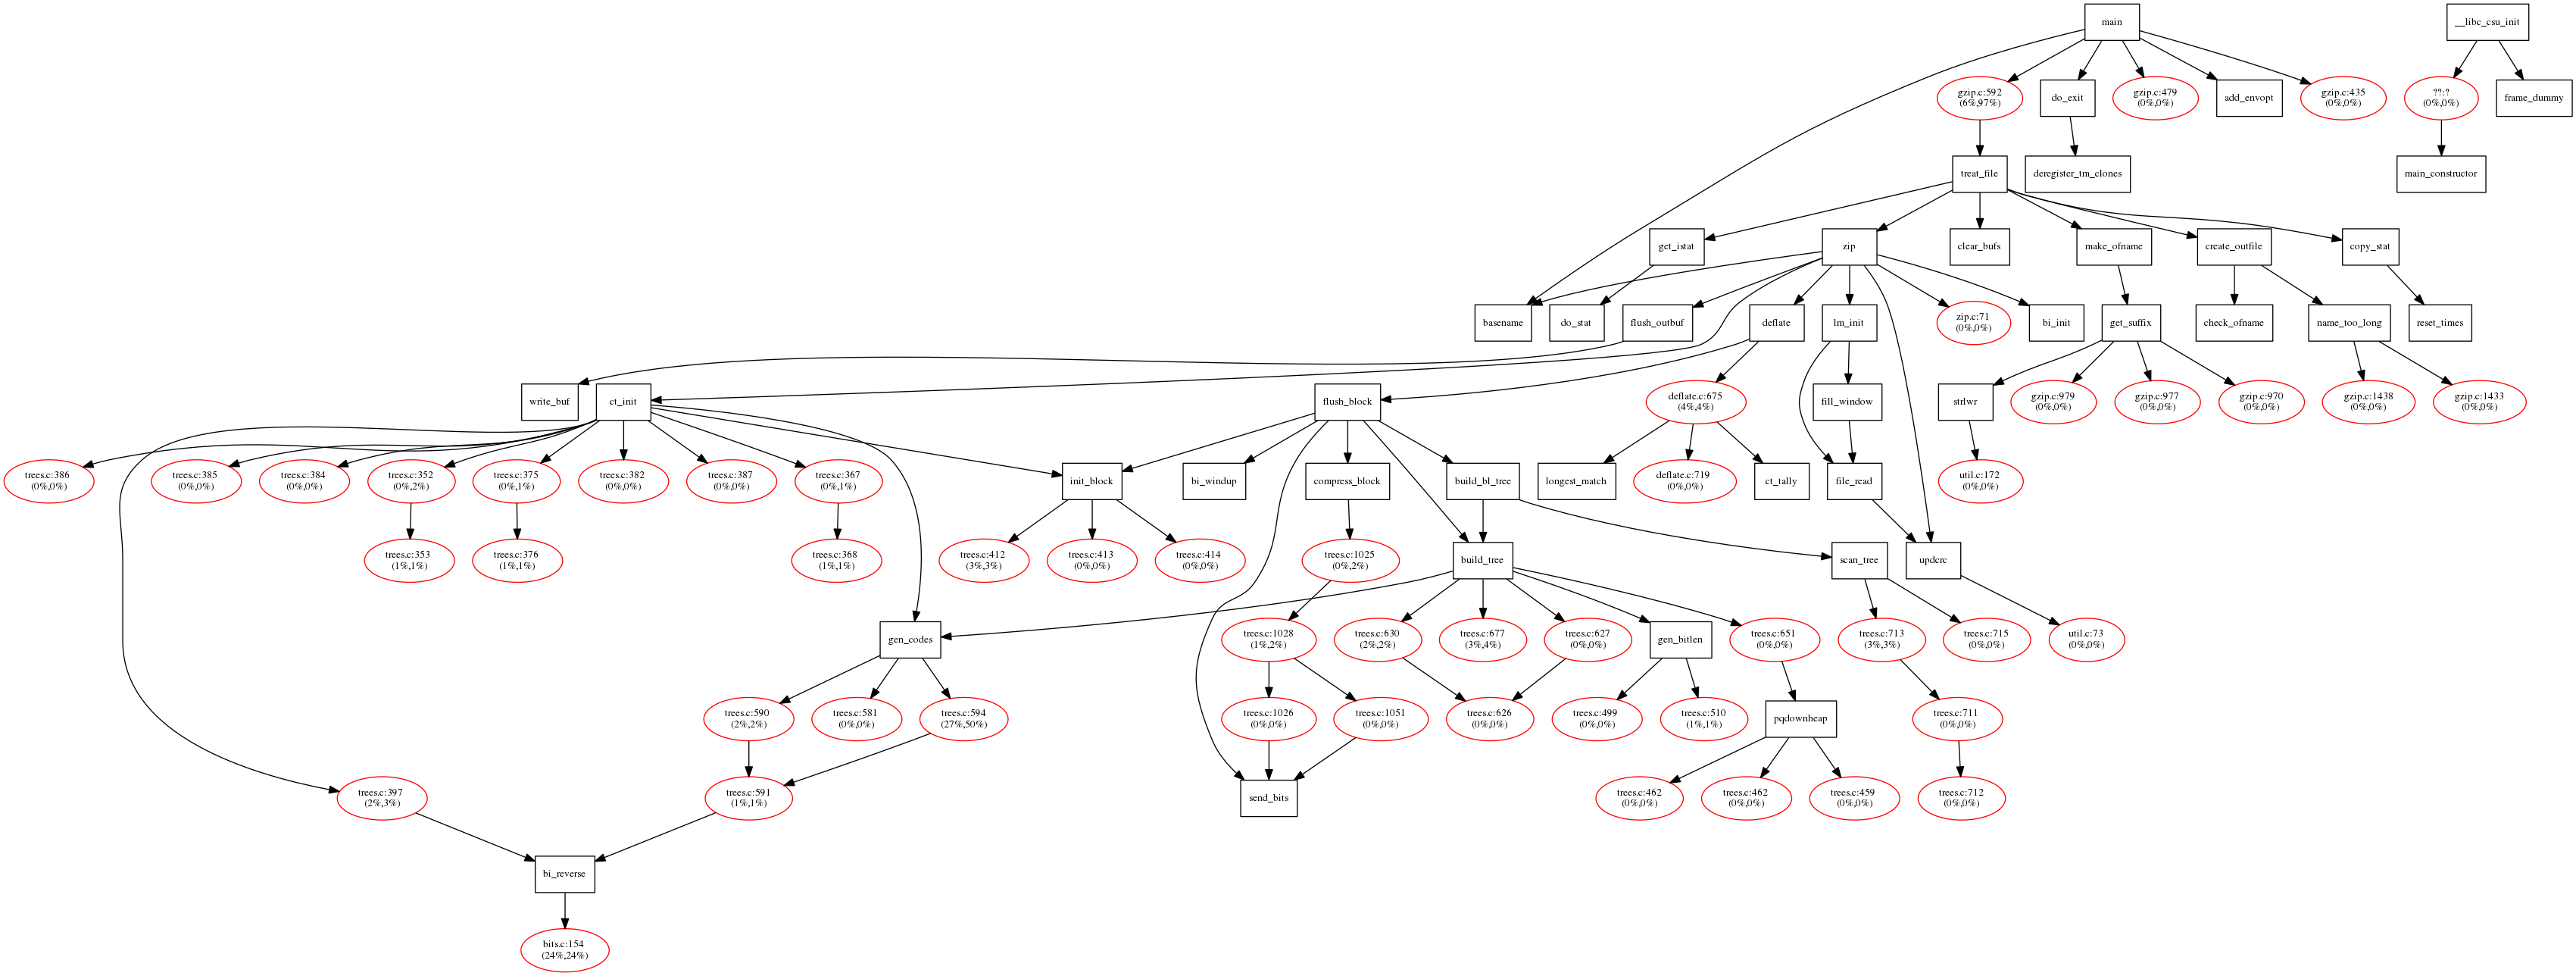 main
__libc_csu_init
gzip.c:592
(6%,97%)
do_exit
gzip.c:479
(0%,0%)
add_envopt
gzip.c:435
(0%,0%)
??:?
(0%,0%)
frame_dummy
treat_file
deregister_tm_clones
main_constructor
get_istat
zip
clear_bufs
make_ofname
create_outfile
copy_stat
basename
do_stat
flush_outbuf
deflate
lm_init
zip.c:71
(0%,0%)
bi_init
get_suffix
check_ofname
name_too_long
reset_times
write_buf
ct_init
flush_block
deflate.c:675
(4%,4%)
fill_window
strlwr
gzip.c:979
(0%,0%)
gzip.c:977
(0%,0%)
gzip.c:970
(0%,0%)
gzip.c:1438
(0%,0%)
gzip.c:1433
(0%,0%)
trees.c:386
(0%,0%)
trees.c:385
(0%,0%)
trees.c:384
(0%,0%)
trees.c:352
(0%,2%)
trees.c:375
(0%,1%)
trees.c:382
(0%,0%)
trees.c:387
(0%,0%)
trees.c:367
(0%,1%)
init_block
bi_windup
compress_block
build_bl_tree
longest_match
deflate.c:719
(0%,0%)
ct_tally
file_read
util.c:172
(0%,0%)
trees.c:353
(1%,1%)
trees.c:376
(1%,1%)
trees.c:368
(1%,1%)
trees.c:412
(3%,3%)
trees.c:413
(0%,0%)
trees.c:414
(0%,0%)
trees.c:1025
(0%,2%)
build_tree
scan_tree
updcrc
gen_codes
trees.c:1028
(1%,2%)
trees.c:630
(2%,2%)
trees.c:677
(3%,4%)
trees.c:627
(0%,0%)
gen_bitlen
trees.c:651
(0%,0%)
trees.c:713
(3%,3%)
trees.c:715
(0%,0%)
util.c:73
(0%,0%)
trees.c:590
(2%,2%)
trees.c:581
(0%,0%)
trees.c:594
(27%,50%)
trees.c:1026
(0%,0%)
trees.c:1051
(0%,0%)
trees.c:626
(0%,0%)
trees.c:499
(0%,0%)
trees.c:510
(1%,1%)
pqdownheap
trees.c:711
(0%,0%)
trees.c:397
(2%,3%)
trees.c:591
(1%,1%)
send_bits
trees.c:462
(0%,0%)
trees.c:462
(0%,0%)
trees.c:459
(0%,0%)
trees.c:712
(0%,0%)
bi_reverse
bits.c:154
(24%,24%)